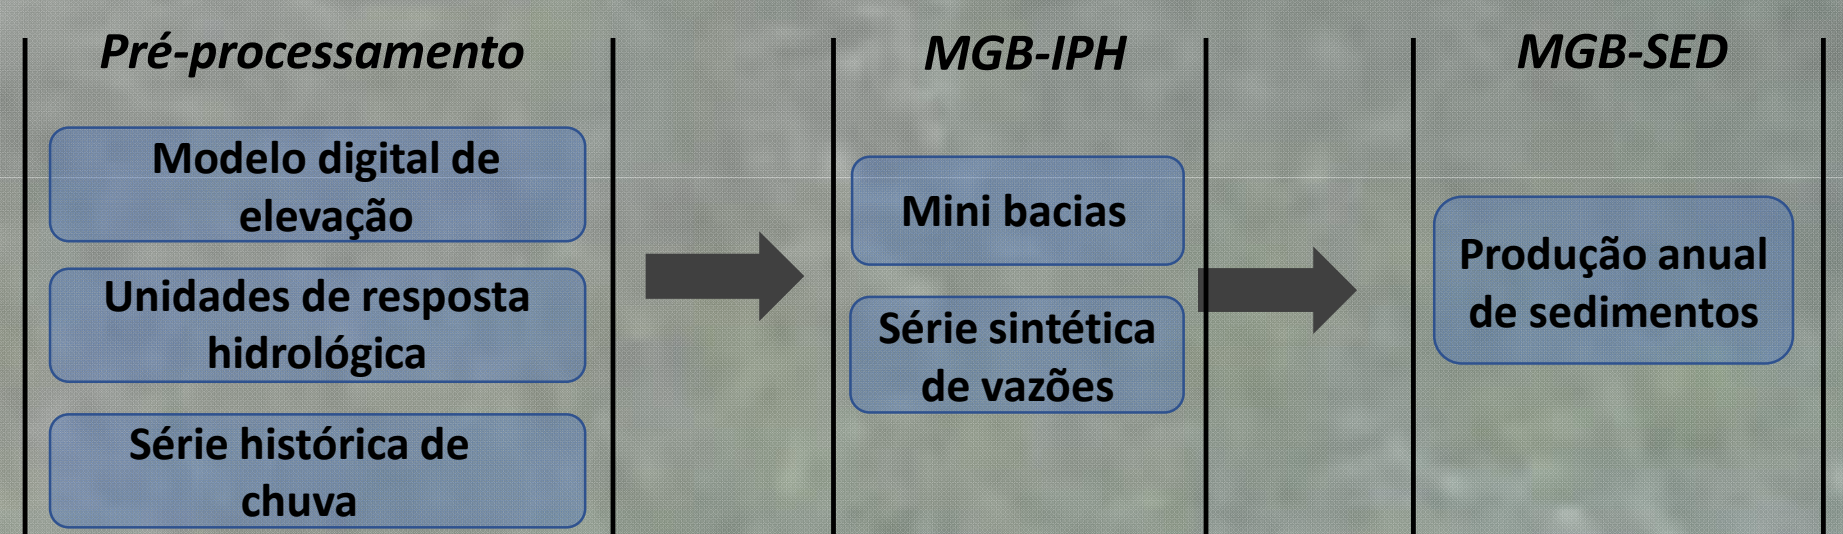 Pré-processamento
Modelo digital de
elevação
Unidades de resposta
hidrológica
Série histórica de
chuva
MGB-IPH
Mini bacias
Série sintética
de vazões
MGB-SED
Produção anual
de sedimentos